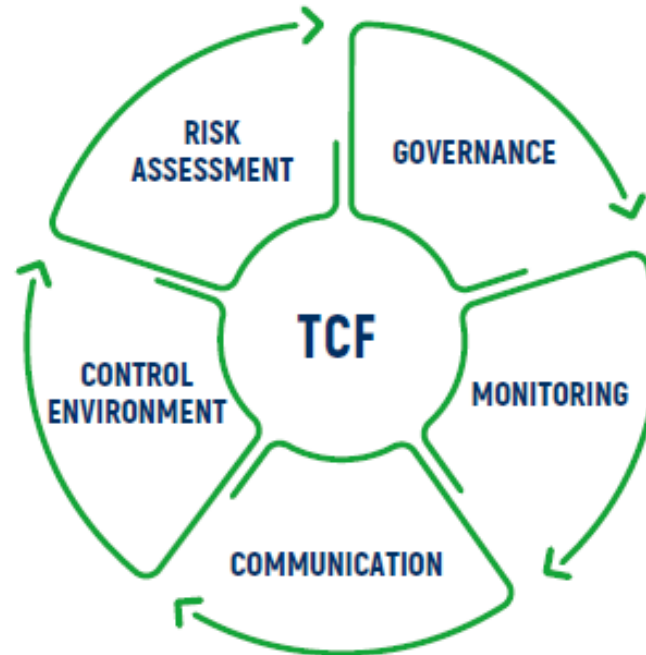 RISK
ASSESSMENT
GOVERNANCE
TCF
CONTROL
ENVIRONMENT
MONITORING
COMMUNICATION